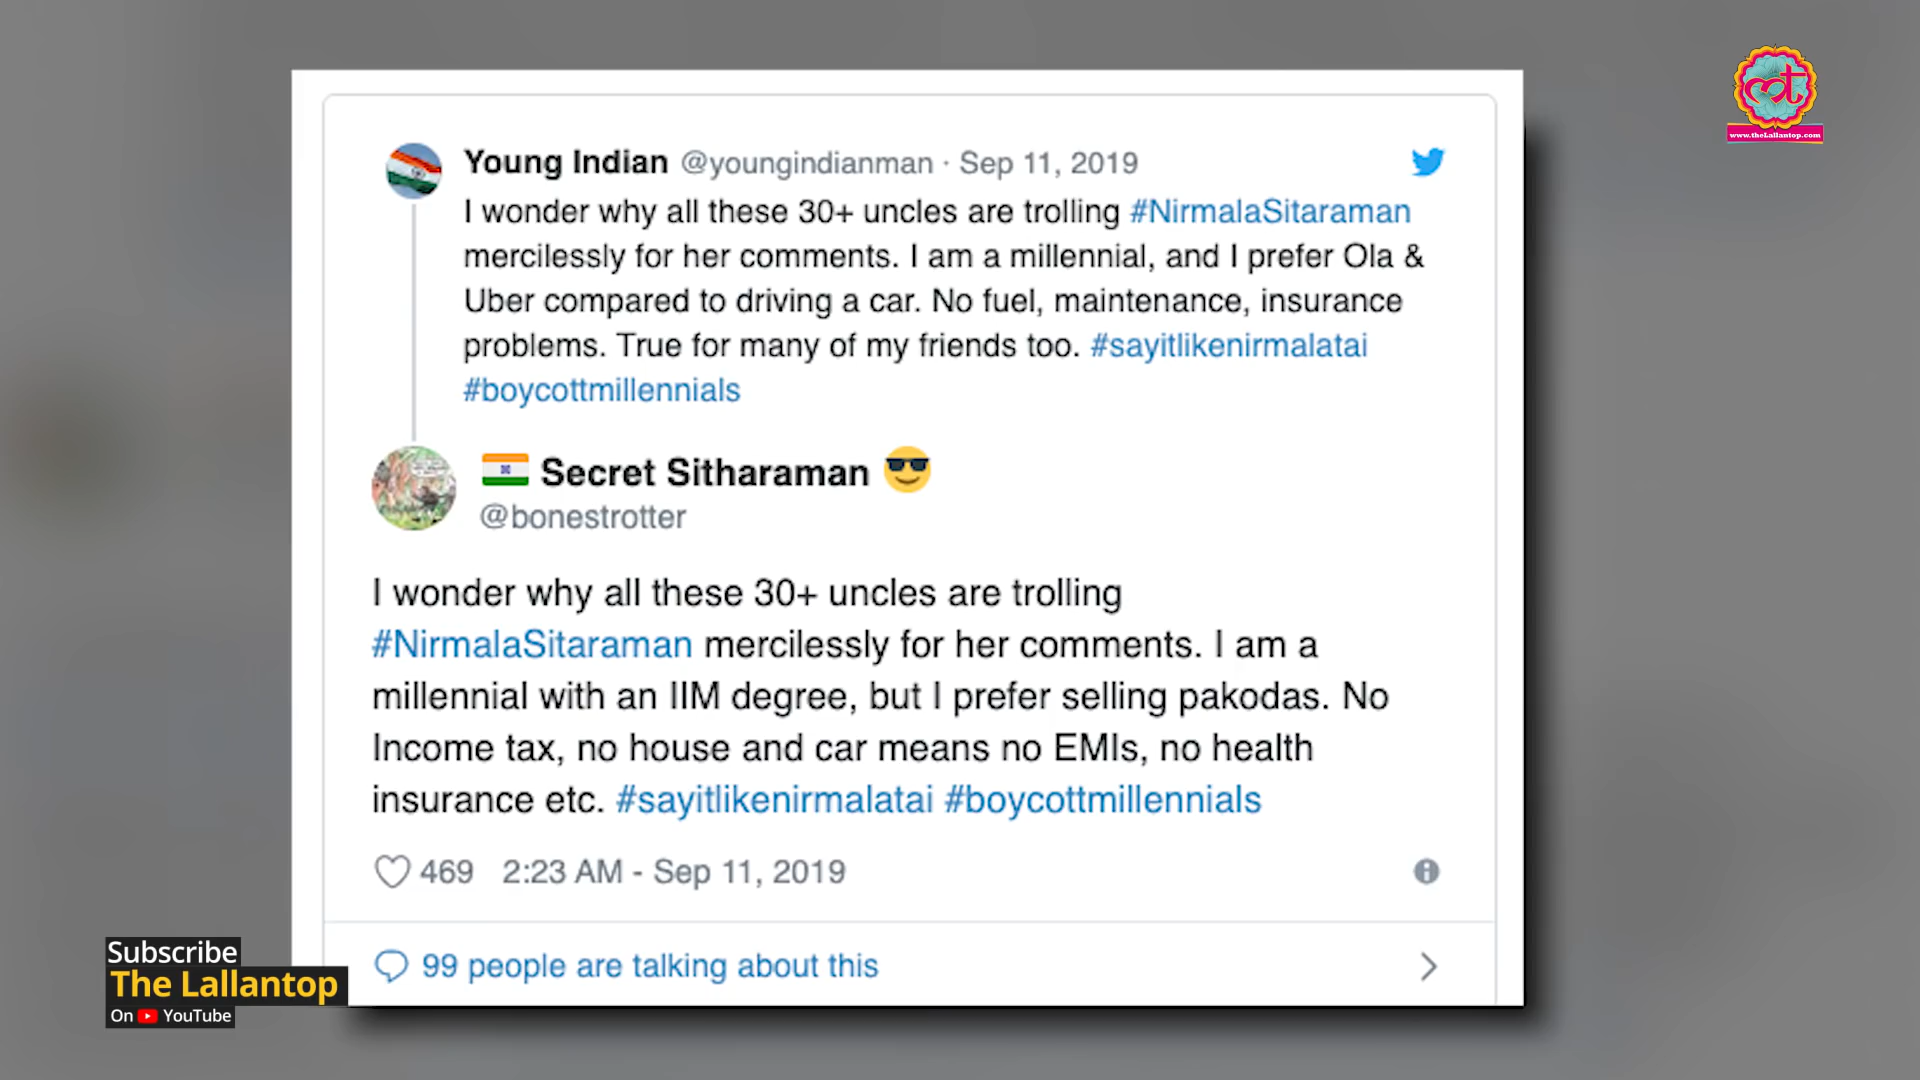 www.theLallantop.com
Young Indian @youngindianman · Sep 11, 2019
I wonder why all these 30+ uncles are trolling #NirmalaSitaraman
mercilessly for her comments. I am a millennial, and I prefer Ola &
Uber compared to driving a car. No fuel, maintenance, insurance
problems. True for many of my friends too. #sayitlikenirmalatai
#boycottmillennials
Secret Sitharaman
@bonestrotter
I wonder why all these 30+ uncles are trolling
#NirmalaSitaraman mercilessly for her comments. I am a
millennial with an IIM degree, but I prefer selling pakodas. No
Income tax, no house and car means no EMIs, no health
insurance etc. #sayitlikenirmalatai #boycottmillennials
469 2:23 AM - Sep 11, 2019
99 people are talking about this
Subscribe
The Lallantop
On YouTube